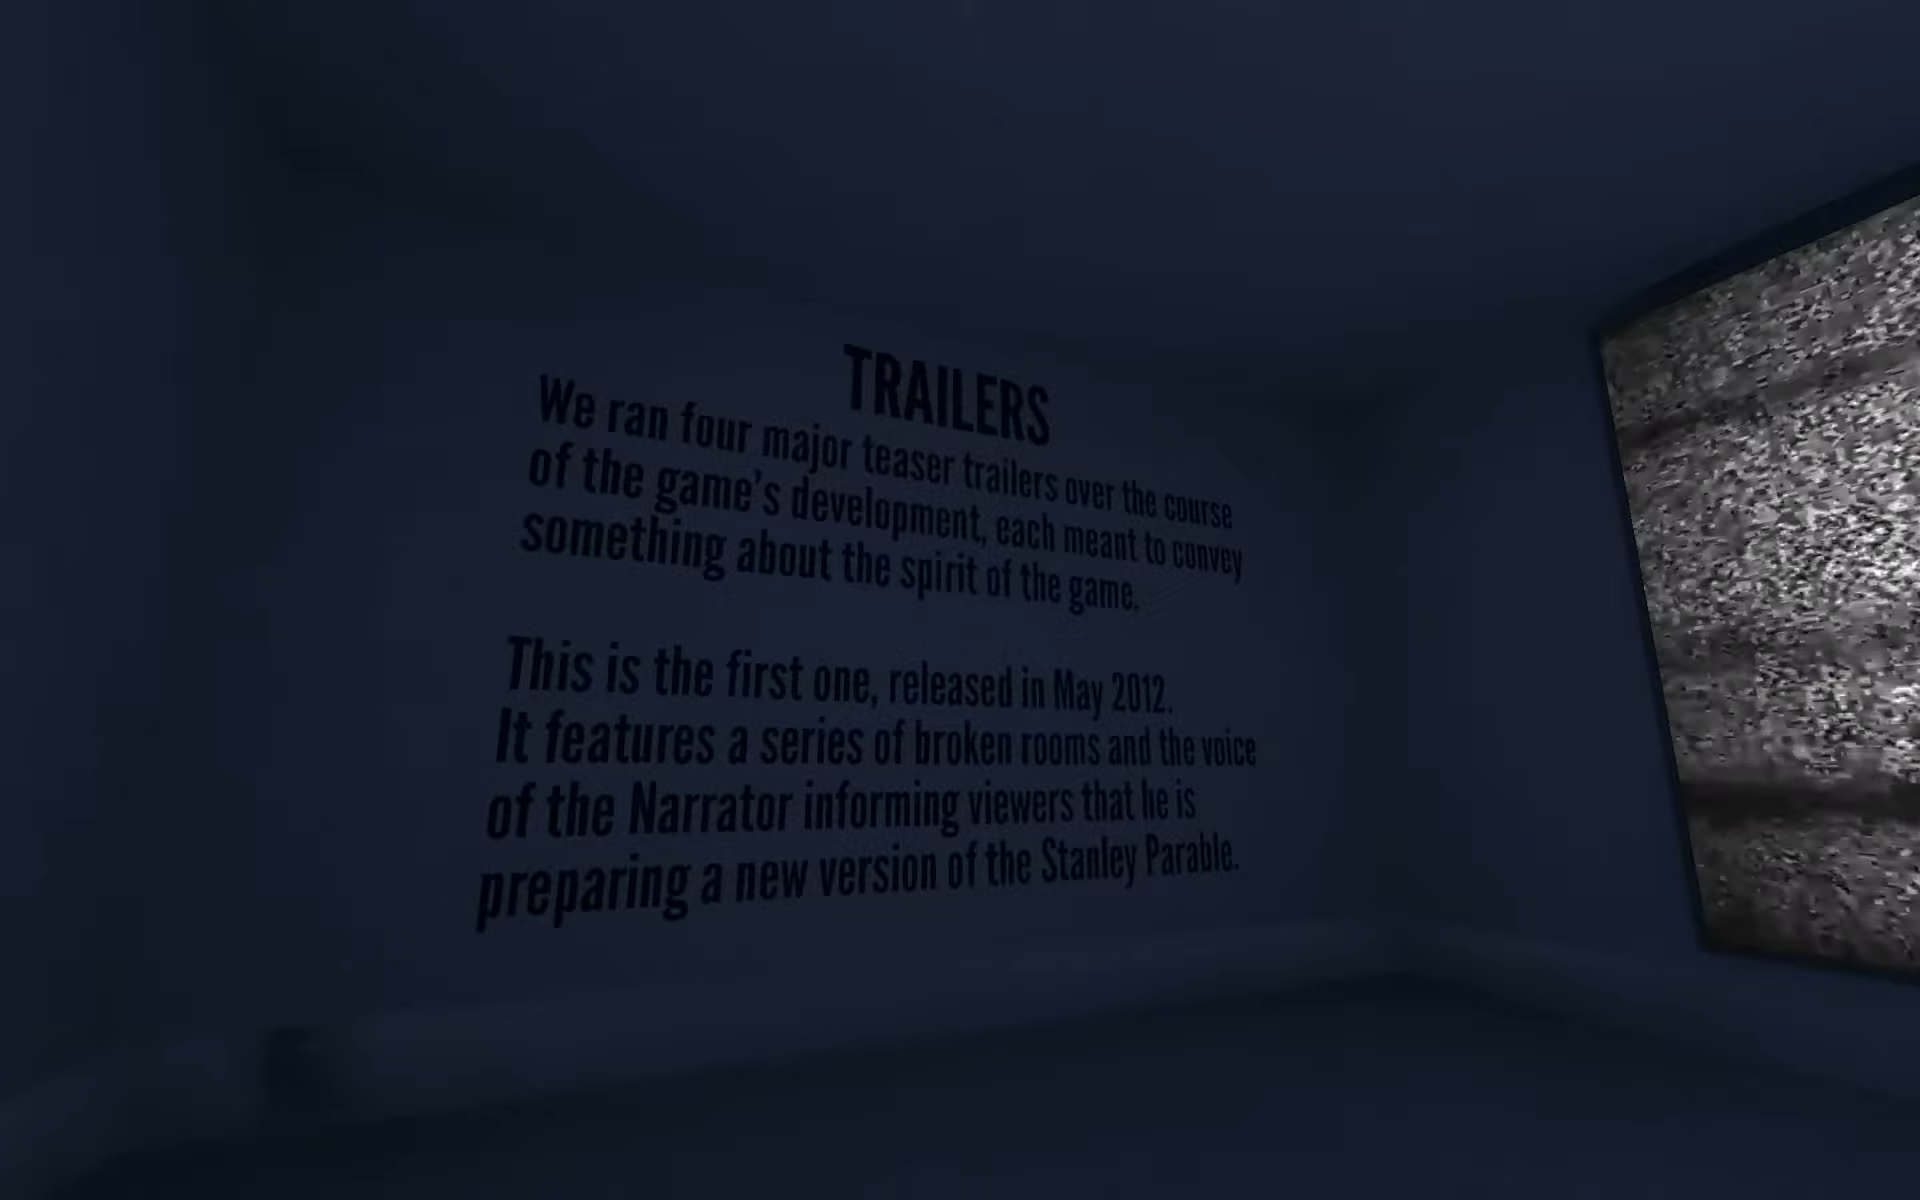 TRAILERS
We ran four major teaser trailers over the course
of the game's development, each meant to convey
something about the spirit of the game.
This is the first one, released in May 2012.
It features a series of broken rooms and the voice
of the Narrator informing viewers that he is
preparing a new version of the Stanley Parable.